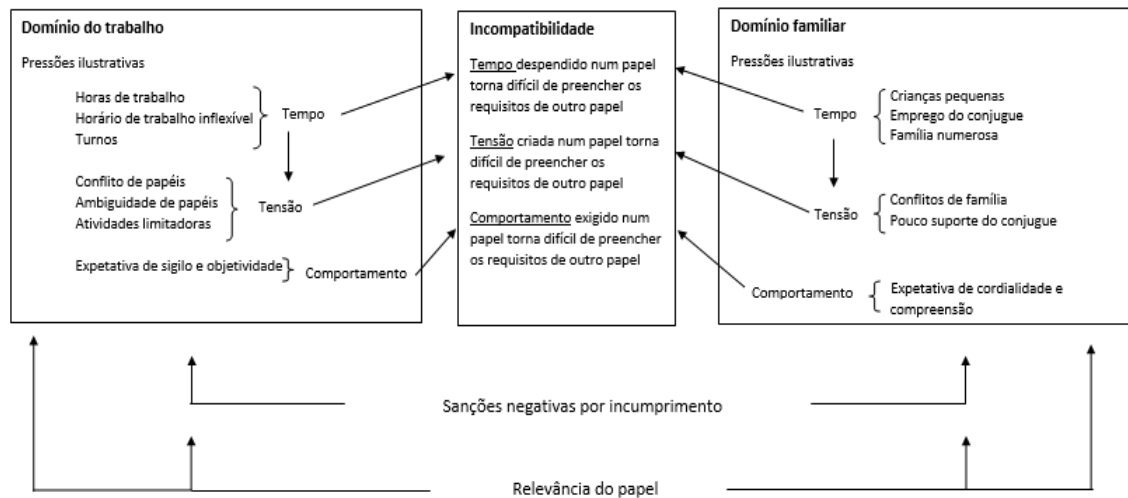 Domínio do trabalho
Pressões ilustrativas
Horas de trabalho
Horário de trabalho inflexível
Turnos
Tempo
Conflito de papéis
Ambiguidade de papéis
Atividades limitadoras
Tensão
Expetativa de sigilo e objetividade
Comportamento
Incompatibilidade
Tempo despendido num papel
torna difícil de preencher os
requisitos de outro papel
Tensão criada num papel torna
difícil de preencher os
requisitos de outro papel
Comportamento exigido num
papel torna difícil de preencher
os requisitos de outro papel
Domínio familiar
Pressões ilustrativas
Tempo
Crianças pequenas
Emprego do conjugue
Família numerosa
Tensão
Conflitos de família
Pouco suporte do conjugue
Comportamento
Expetativa de cordialidade e
compreensão
Sanções negativas por incumprimento
Relevância do papel